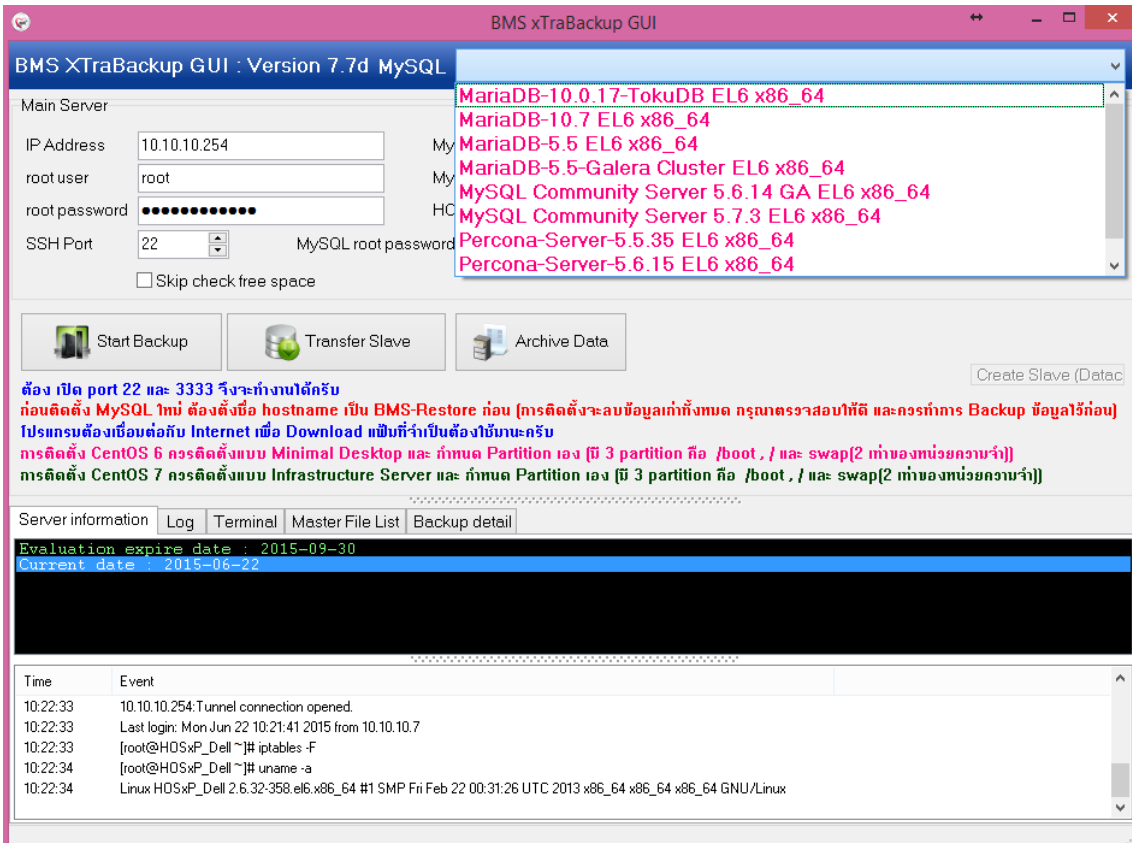 BMS xTraBackup GUI
BMS XTraBackup GUI : Version 7.7d MySQL
MariaDB-10.0.17-TokuDB EL6 x86_64
MariaDB-10.7 EL6 x86_64
MariaDB-5.5 EL6 x86_64
MariaDB-5.5-Galera Cluster EL6 x86_64
MySQL Community Server 5.6.14 GA EL6 x86_64
MySQL Community Server 5.7.3 EL6 x86_64
Percona-Server-5.5.35 EL6 x86_64
Percona-Server-5.6.15 EL6 x86_64
Main Server
IP Address 10.10.10.254 My
root user root My
root password ●●●●●●●●●●●● HO
SSH Port 22 MySQL root password
Skip check free space
Start Backup Transfer Slave Archive Data
Create Slave (Datac
ต้อง เปิด port 22 และ 3333 จึงจะทำงานได้ครับ
ก่อนติดตั้ง MySQL ใหม่ ต้องตั้งชื่อ hostname เป็น BMS-Restore ก่อน (การติดตั้งจะลบข้อมูลเก่าทั้งหมด กรุณาตรวจสอบให้ดี และควรทำการ Backup ข้อมูลไว้ก่อน)
โปรแกรมต้องเชื่อมต่อกับ Internet เพื่อ Download แฟ้มที่จำเป็นต้องใช้มานะครับ
การติดตั้ง CentOS 6 ควรติดตั้งแบบ Minimal Desktop และ กำหนด Partition เอง (มี 3 partition คือ /boot , / และ swap(2 เท่าของหน่วยความจำ))
การติดตั้ง CentOS 7 ควรติดตั้งแบบ Infrastructure Server และ กำหนด Partition เอง (มี 3 partition คือ /boot , / และ swap(2 เท่าของหน่วยความจำ))
Server information Log Terminal Master File List Backup detail
Evaluation expire date : 2015-09-30
Current date : 2015-06-22
Time Event
10:22:33 10.10.10.254:Tunnel connection opened.
10:22:33 Last login: Mon Jun 22 10:21:41 2015 from 10.10.10.7
10:22:33 [root@HOSxP_Dell ~]# iptables -F
10:22:34 [root@HOSxP_Dell ~]# uname -a
10:22:34 Linux HOSxP_Dell 2.6.32-358.el6.x86_64 #1 SMP Fri Feb 22 00:31:26 UTC 2013 x86_64 x86_64 x86_64 GNU/Linux